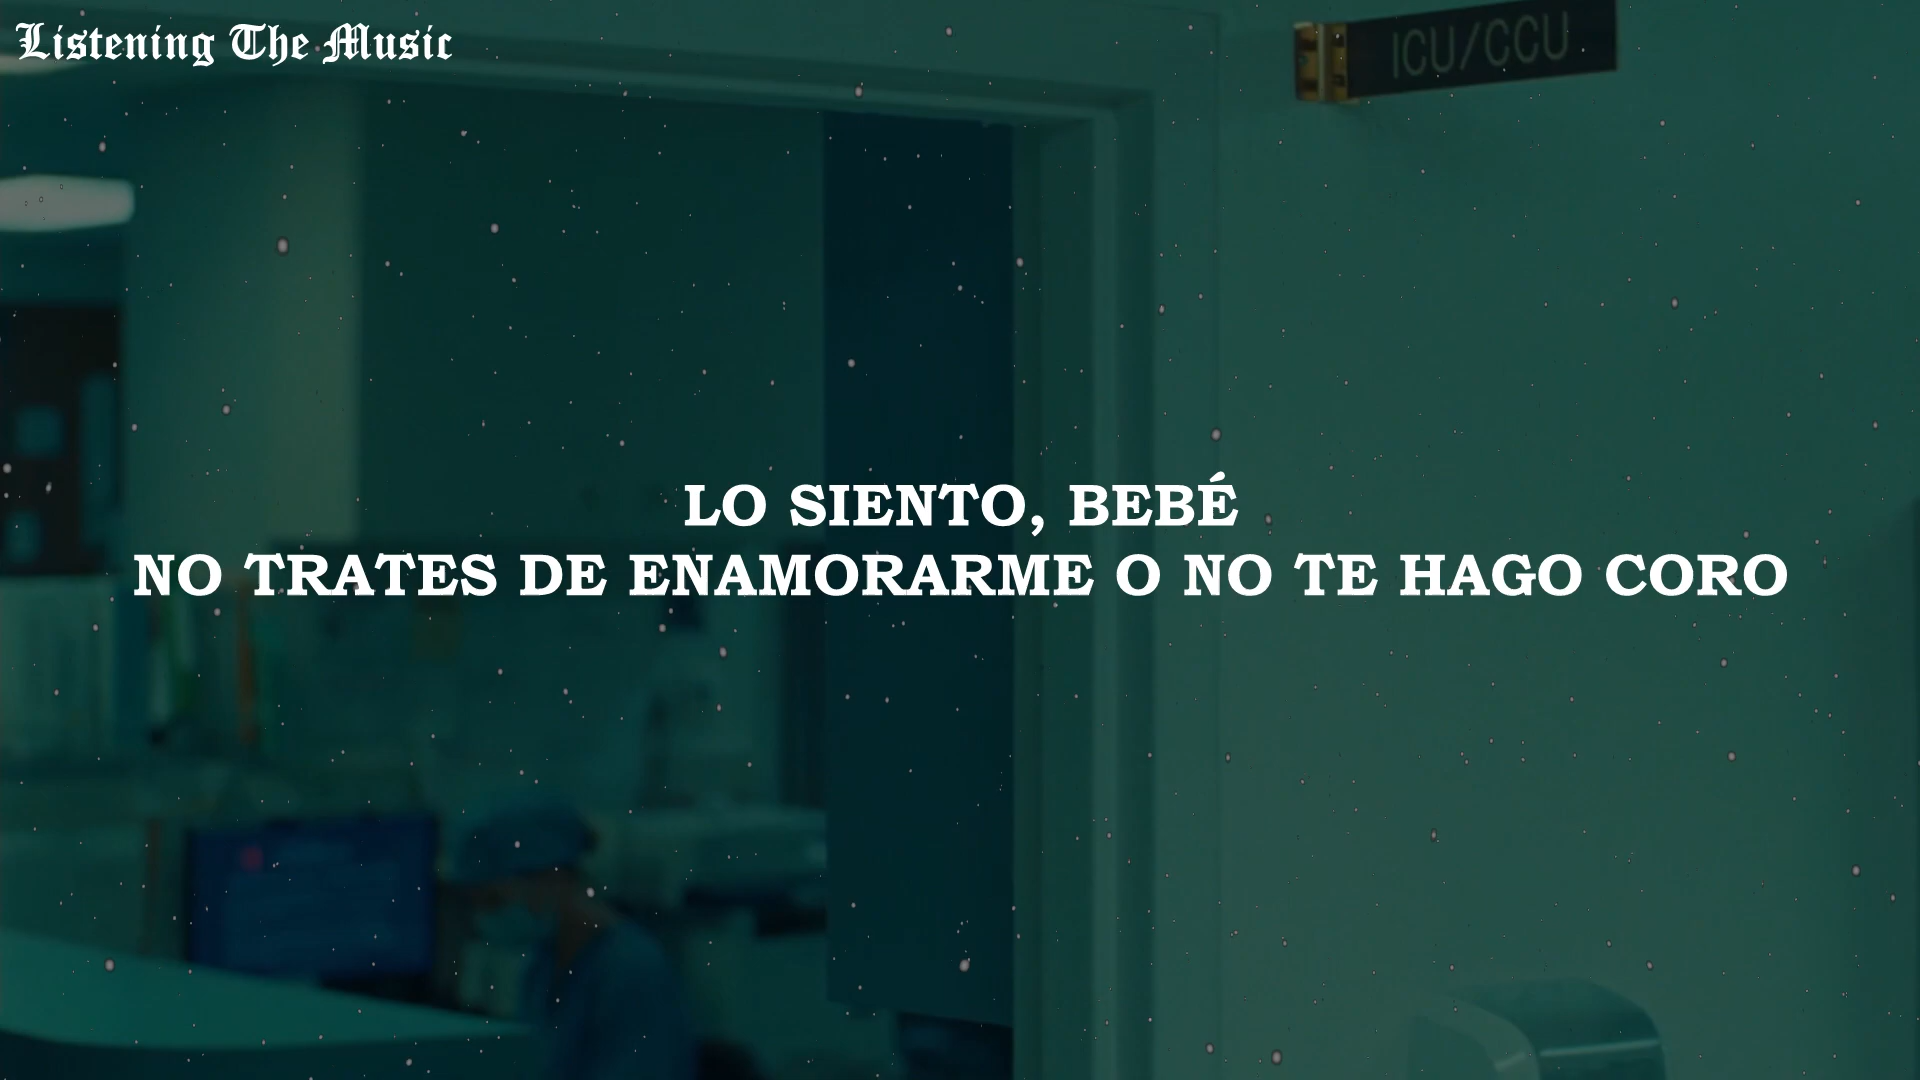 Listening The Music
ICU/CCU
LO SIENTO, BEBÉ
NO TRATES DE ENAMORARME O NO TE HAGO CORO